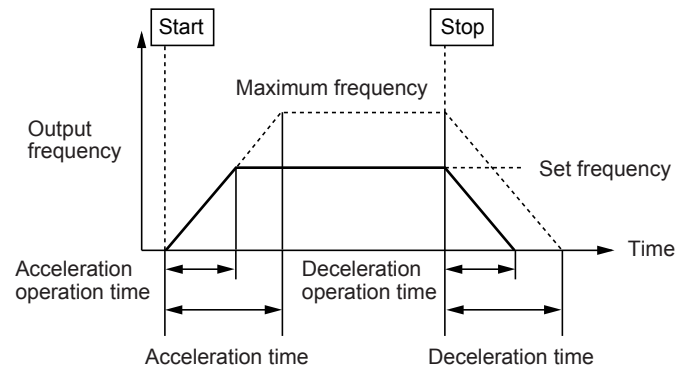 Start
Stop
Maximum frequency
Output
frequency
Set frequency
Time
Acceleration
operation time
Deceleration
operation time
Acceleration time
Deceleration time